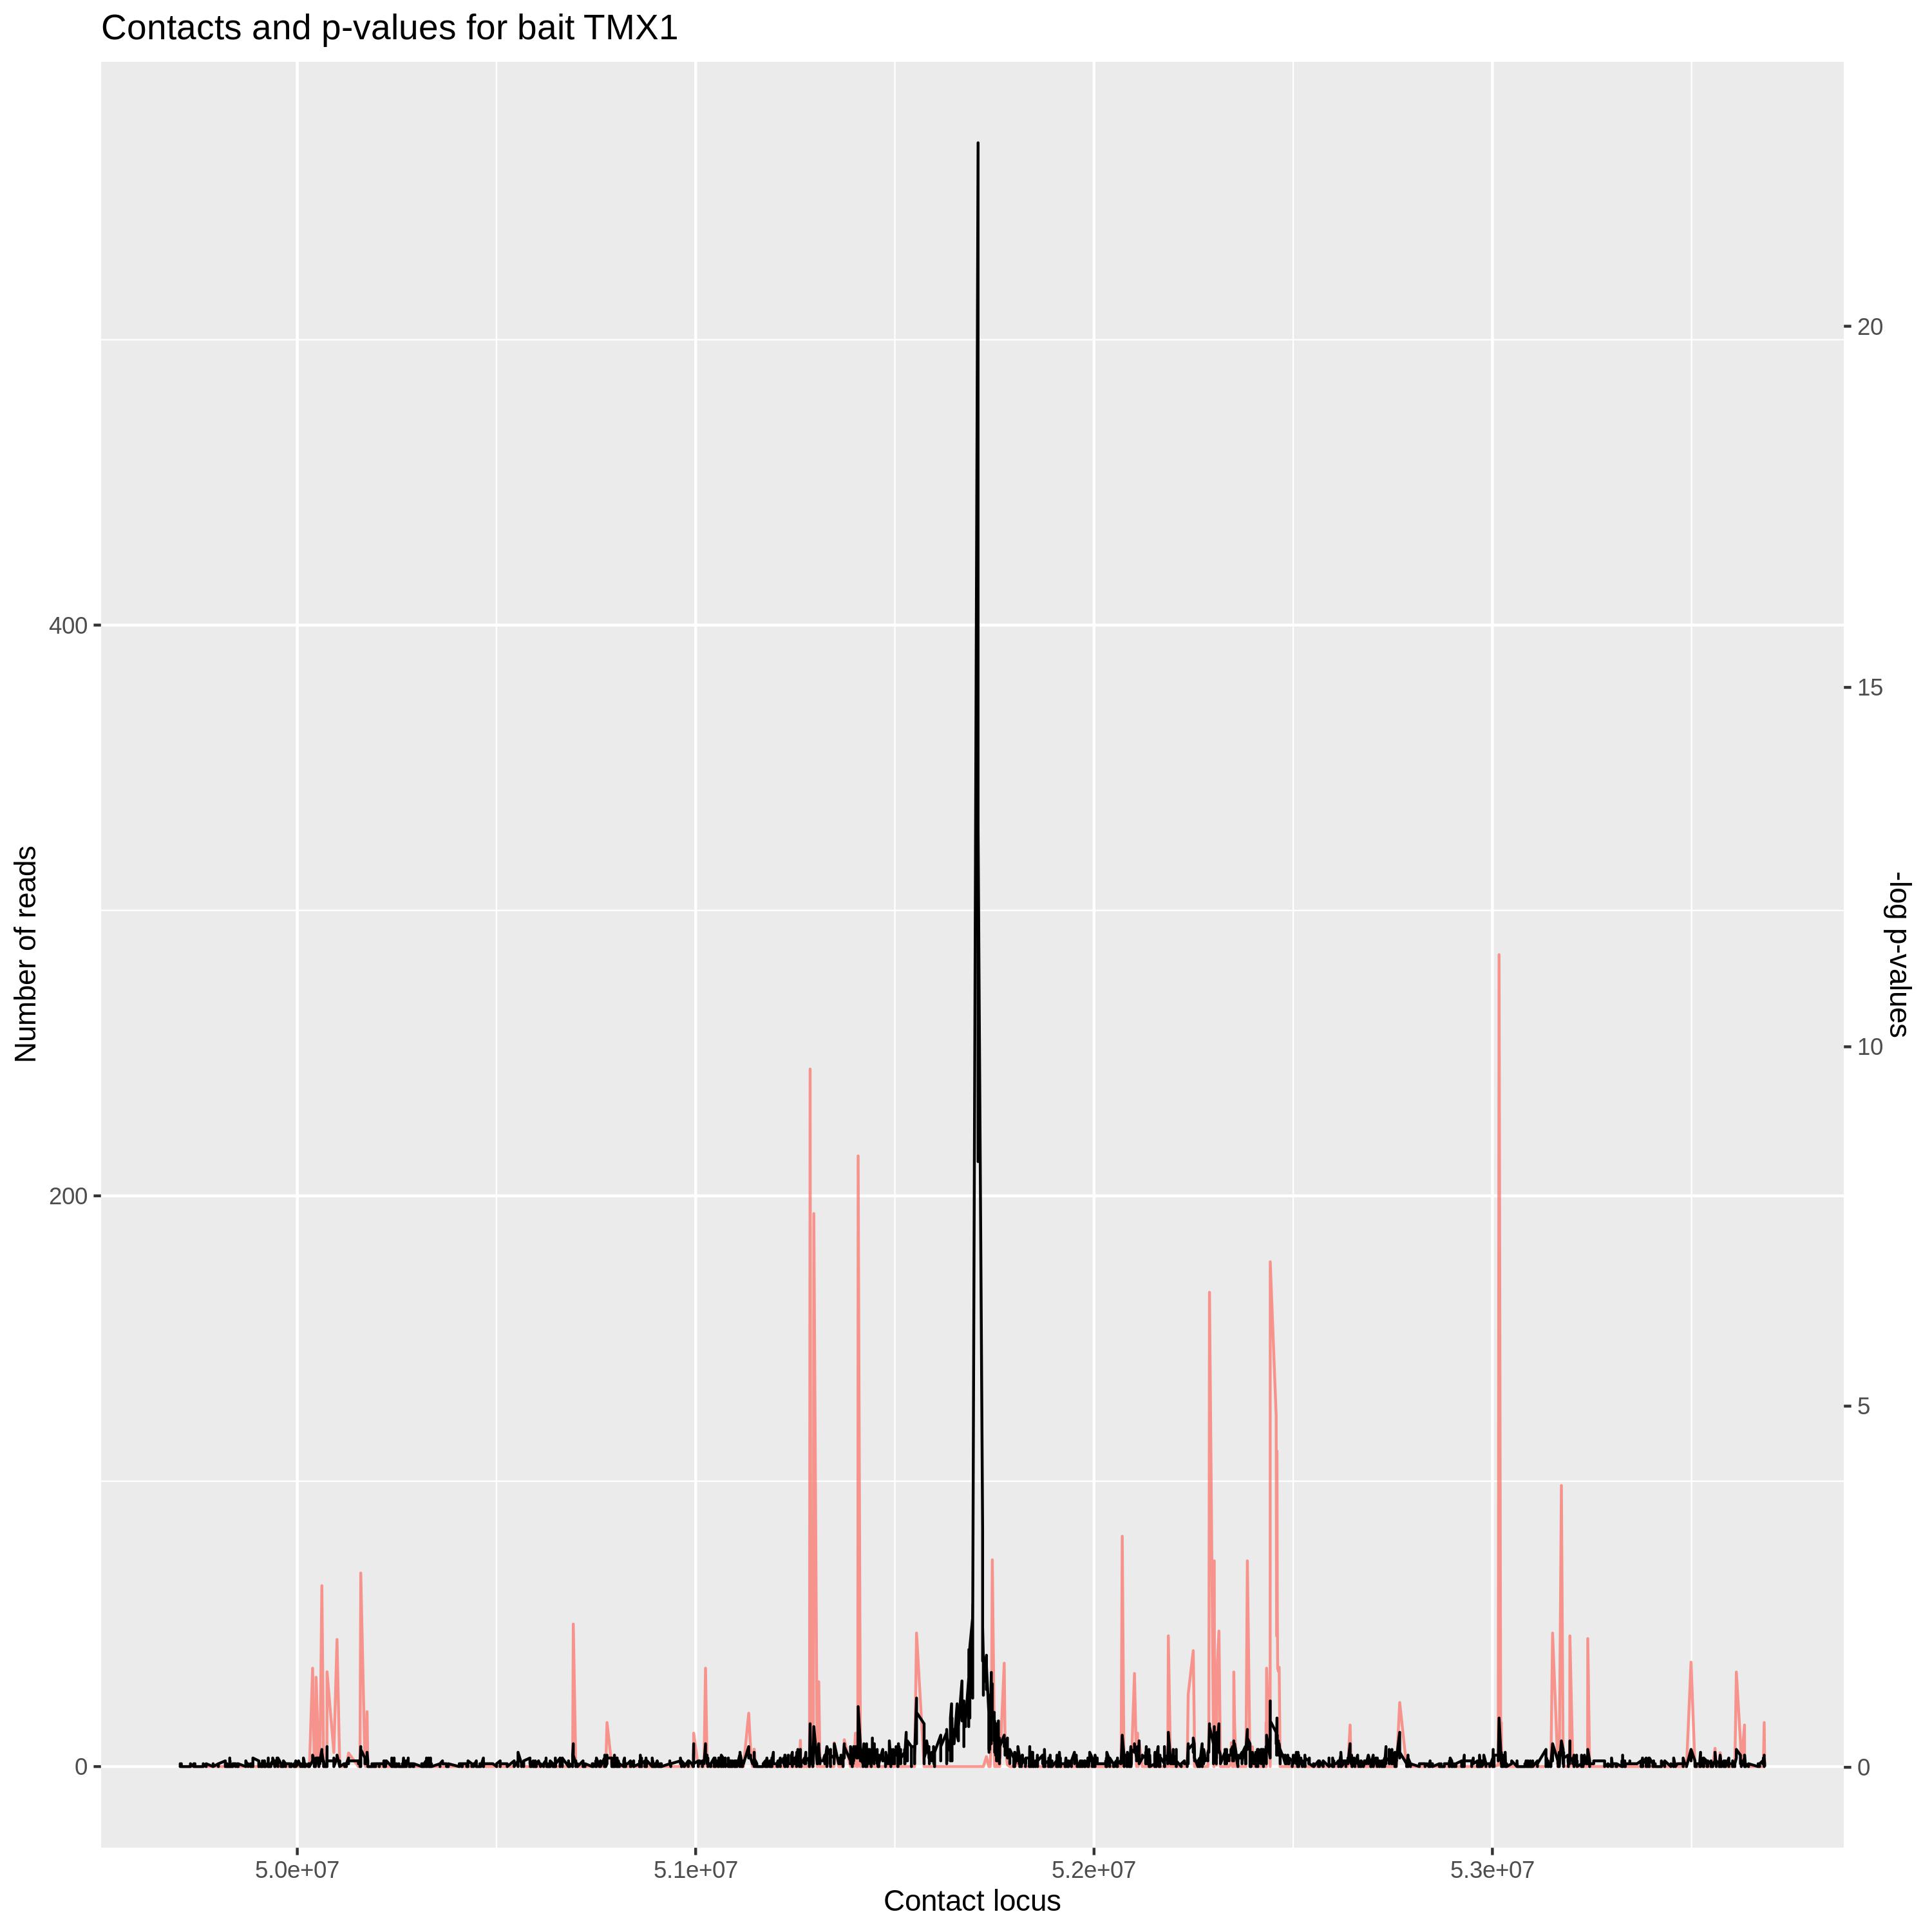 Contacts and p-values for bait TMX1
Number of reads
400
200
0
20
15
10
5
0
-log p-values
5.0e+07
5.1e+07
5.2e+07
5.3e+07
Contact locus